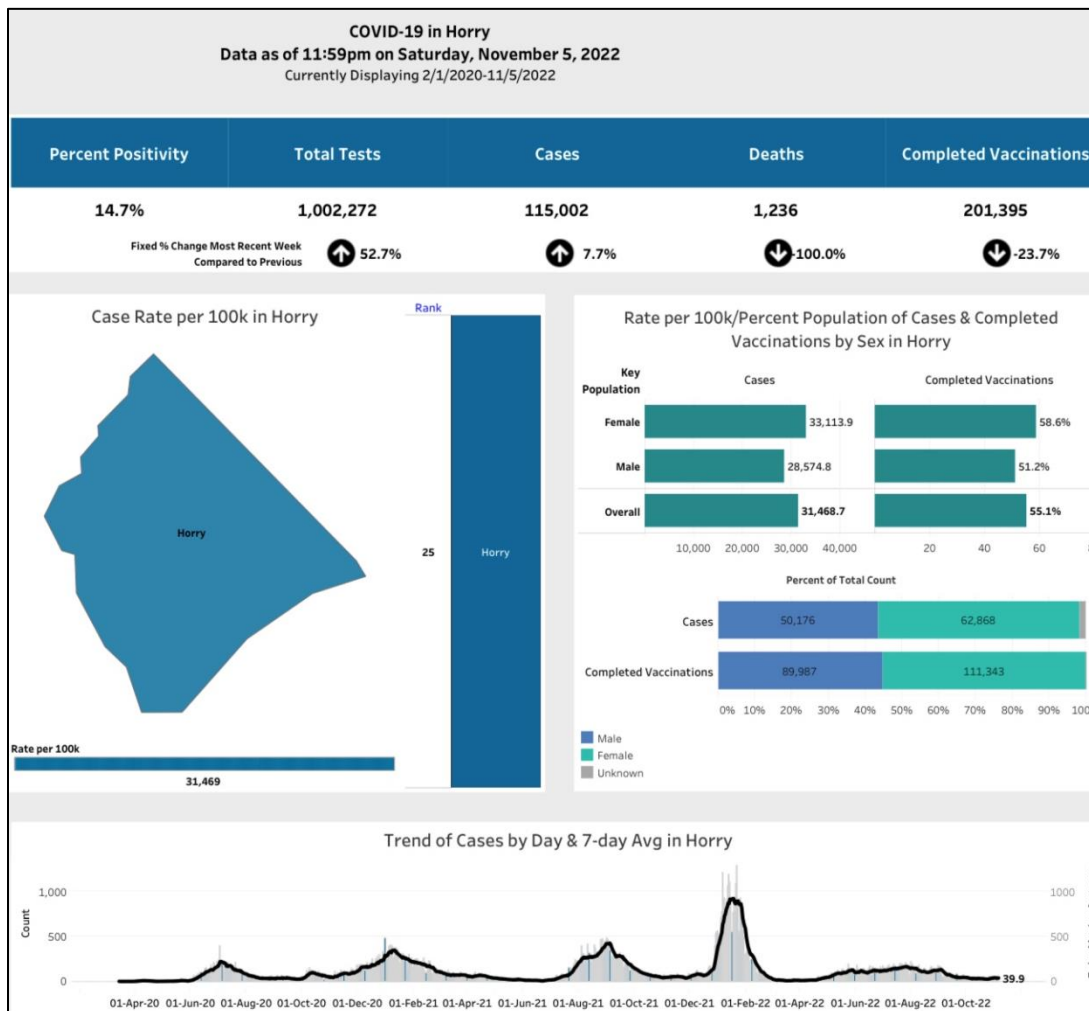 COVID-19 in Horry
Data as of 11:59pm on Saturday, November 5, 2022
Currently Displaying 2/1/2020-11/5/2022
Percent Positivity Total Tests Cases Deaths Completed Vaccinations
14.7% 1,002,272 115,002 1,236 201,395
Fixed % Change Most Recent Week
Compared to Previous
52.7% 7.7% -100.0% -23.7%
Case Rate per 100k in Horry
Rank
Horry
25 Horry
Rate per 100k
31,469
Rate per 100k/Percent Population of Cases & Completed
Vaccinations by Sex in Horry
Key
Population
Cases Completed Vaccinations
Female 33,113.9 58.6%
Male 28,574.8 51.2%
Overall 31,468.7 55.1%
10,000 20,000 30,000 40,000 20 40 60
Percent of Total Count
Cases 50,176 62,868
Completed Vaccinations 89,987 111,343
0% 10% 20% 30% 40% 50% 60% 70% 80% 90% 100
Male
Female
Unknown
Trend of Cases by Day & 7-day Avg in Horry
Count
1,000 1000
500 500
0 0
39.9
01-Apr-20 01-Jun-20 01-Aug-20 01-Oct-20 01-Dec-20 01-Feb-21 01-Apr-21 01-Jun-21 01-Aug-21 01-Oct-21 01-Dec-21 01-Feb-22 01-Apr-22 01-Jun-22 01-Aug-22 01-Oct-22